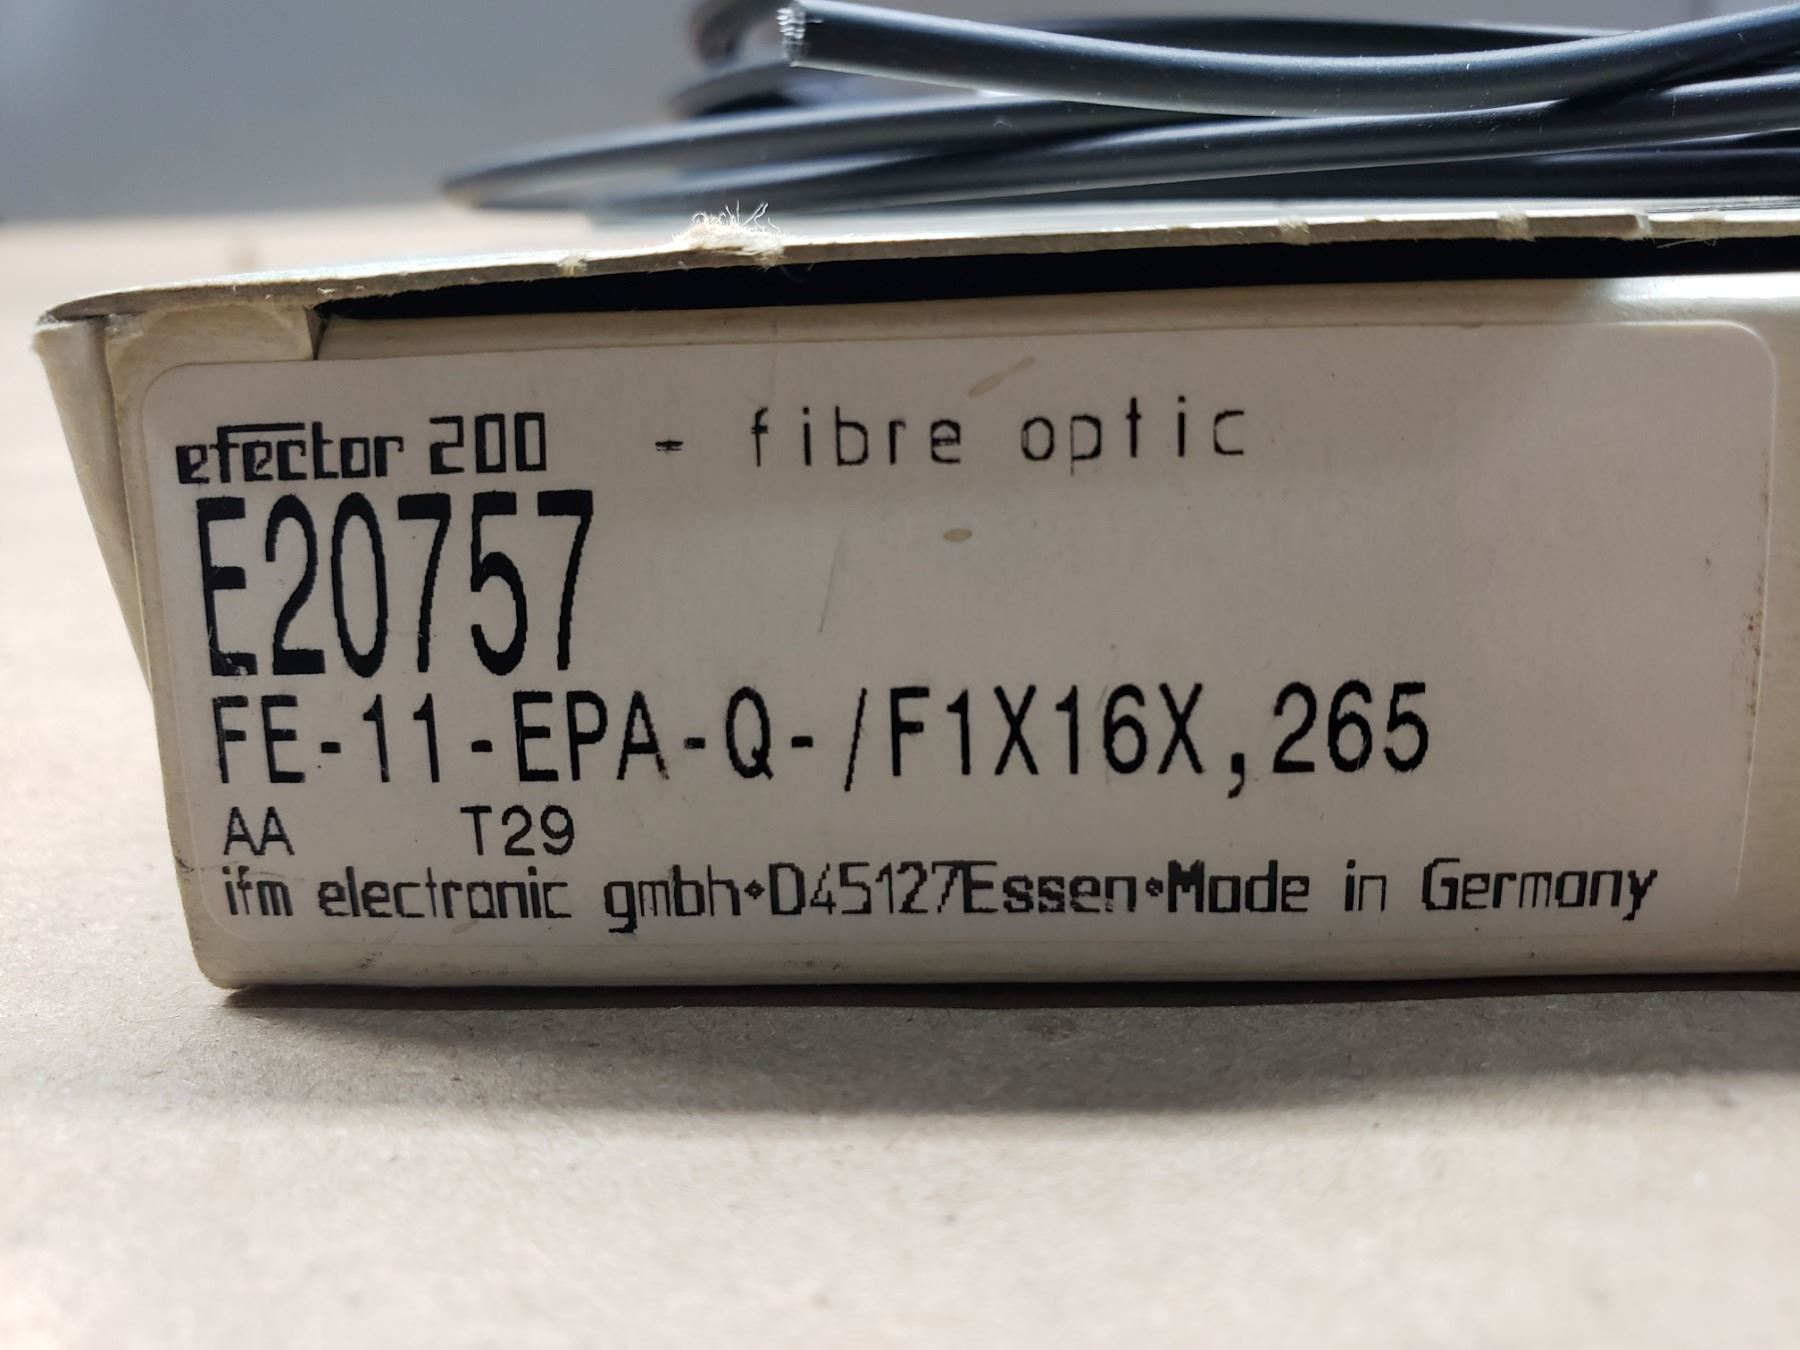 efector 200 - fibre optic
E20757
FE-11-EPA-Q-/F1X16X,265
AA T29
ifm electronic gmbh•D45127Essen•Made in Germany